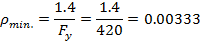 ρmin. = 1.4/Fy = 1.4/420 = 0.00333